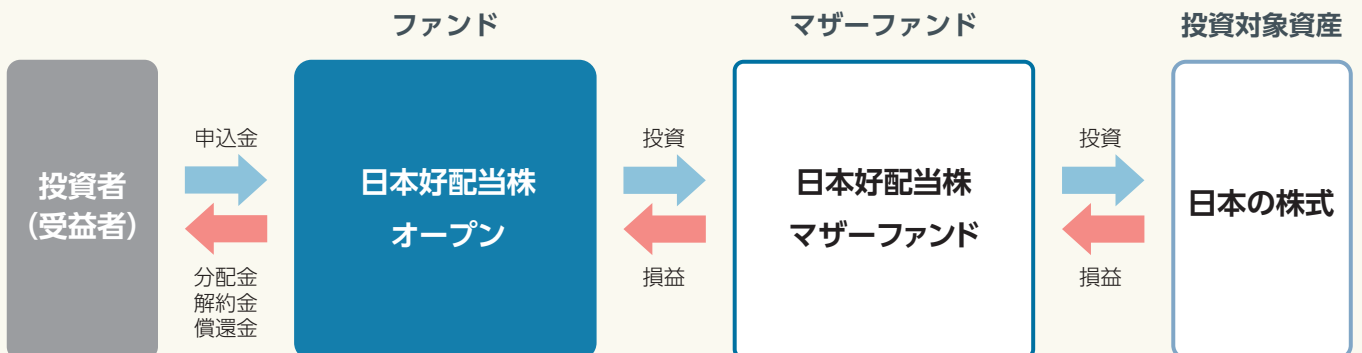 ファンド
マザーファンド
投資対象資産
投資者
(受益者)
申込金
分配金
解約金
償還金
日本好配当株
オープン
投資
損益
日本好配当株
マザーファンド
投資
損益
日本の株式